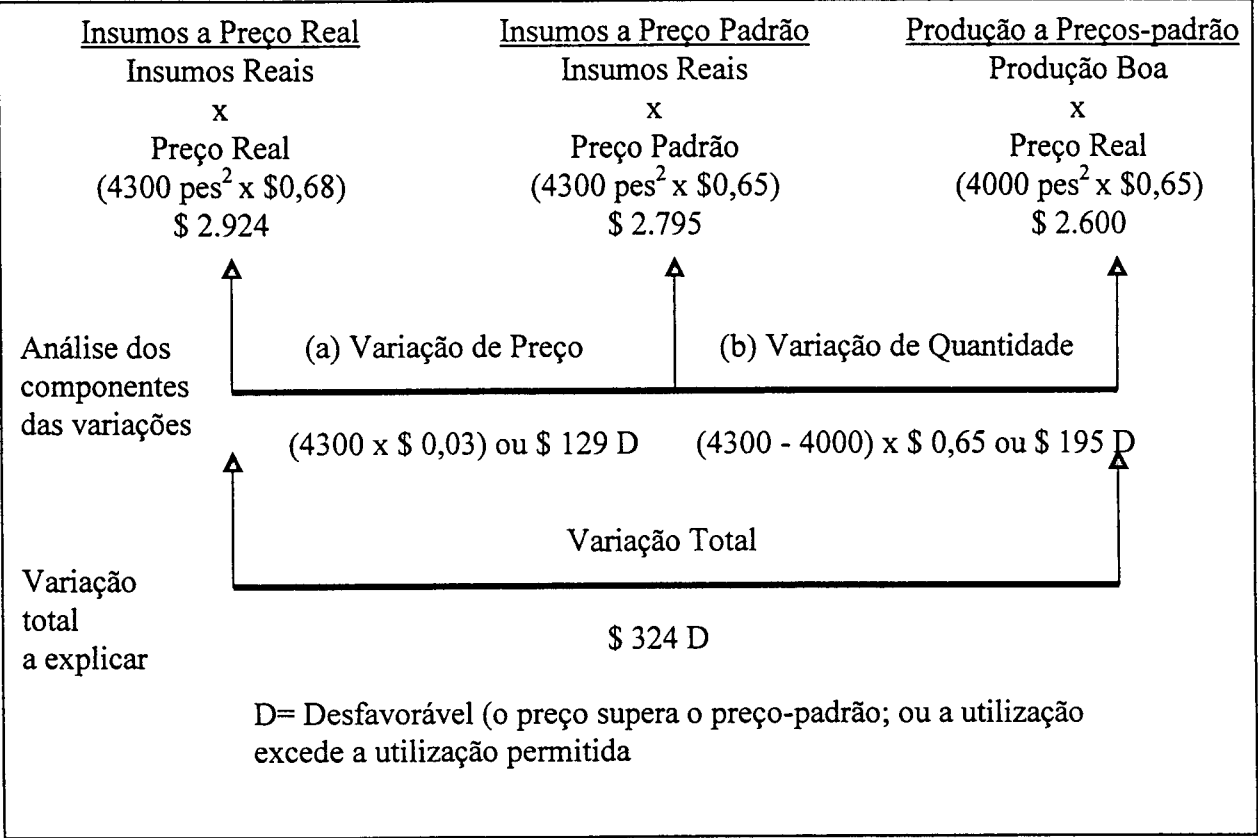 Insumos a Preço Real
Insumos Reais
x
Preço Real
(4300 pes² x $0,68)
$ 2.924
Insumos a Preço Padrão
Insumos Reais
x
Preço Padrão
(4300 pes² x $0,65)
$ 2.795
Produção a Preços-padrão
Produção Boa
x
Preço Real
(4000 pes² x $0,65)
$ 2.600
Análise dos
componentes
das variações
(a) Variação de Preço
(b) Variação de Quantidade
(4300 x $ 0,03) ou $ 129 D
(4300 - 4000) x $ 0,65 ou $ 195 D
Variação Total
Variação
total
a explicar
$ 324 D
D= Desfavorável (o preço supera o preço-padrão; ou a utilização
excede a utilização permitida